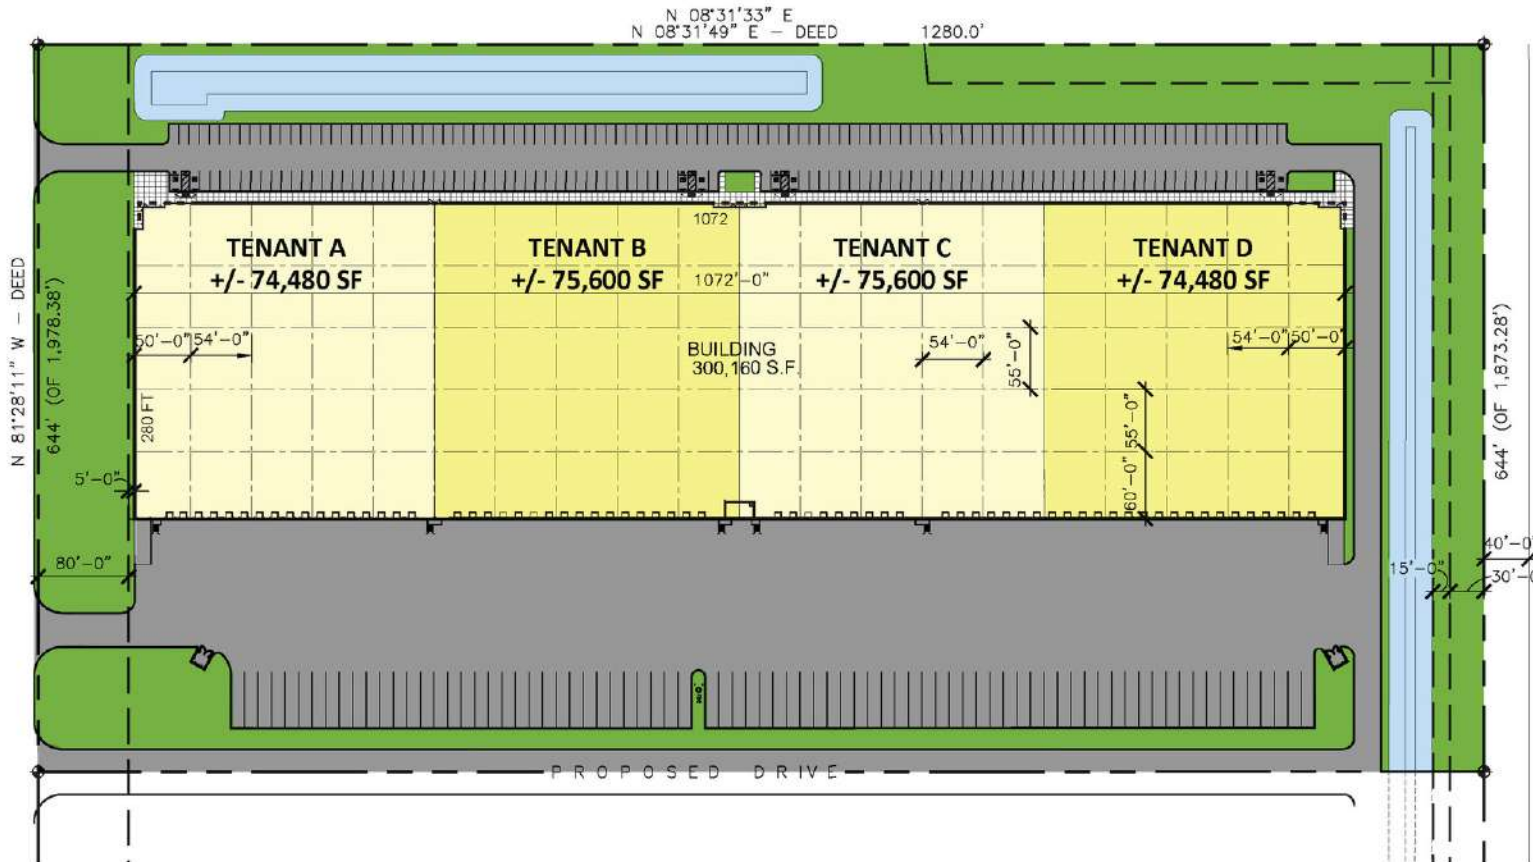 N 08°31'33" E
N 08°31'49" E – DEED
1280.0'
N 81°28'11" W – DEED
644' (OF 1,978.38')
TENANT A
+/- 74,480 SF
TENANT B
+/- 75,600 SF
TENANT C
+/- 75,600 SF
TENANT D
+/- 74,480 SF
1072
1072'-0"
50'-0"
54'-0"
BUILDING
300,160 S.F.
54'-0"
55'-0"
54'-0"
50'-0"
280 FT
55'-0"
60'-0"
5'-0"
80'-0"
644' (OF 1,873.28')
40'-0
15'-0"
30'-0
PROPOSED DRIVE